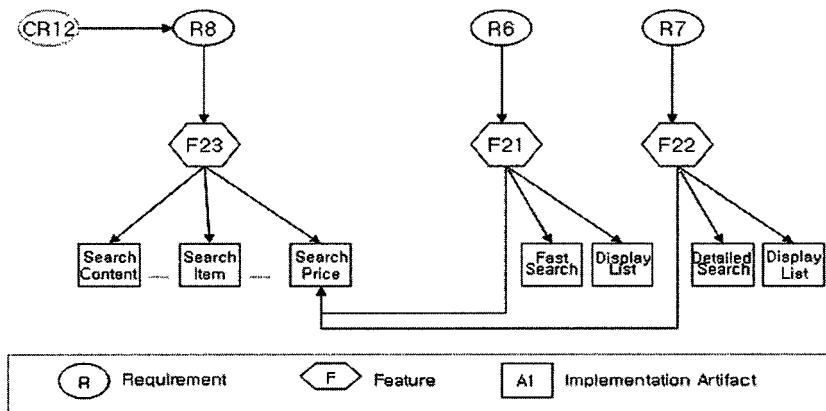 CR12
R8
R6
R7
F23
F21
F22
Search
Content
Search
Item
Search
Price
Fast
Search
Display
List
Detailed
Search
Display
List
R Requirement
F Feature
A1 Implementation Artifact